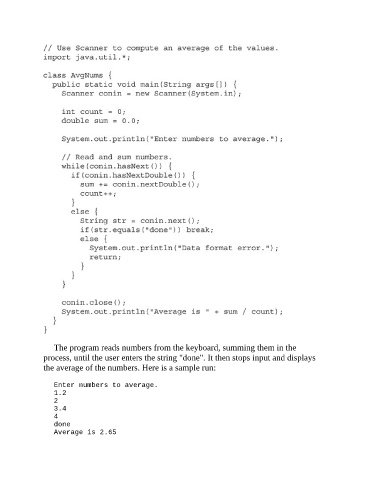 // Use Scanner to compute an average of the values.
import java.util.*;
class AvgNums {
public static void main(String args[]) {
Scanner conin = new Scanner(System.in);
int count = 0;
double sum = 0.0;
System.out.println("Enter numbers to average.");
// Read and sum numbers.
while(conin.hasNext()) {
if(conin.hasNextDouble()) {
sum += conin.nextDouble();
count++;
}
else {
String str = conin.next();
if(str.equals("done")) break;
else {
System.out.println("Data format error.");
return;
}
}
}
conin.close();
System.out.println("Average is " + sum / count);
}
}
The program reads numbers from the keyboard, summing them in the
process, until the user enters the string "done". It then stops input and displays
the average of the numbers. Here is a sample run:
Enter numbers to average.
1.2
2
3.4
4
done
Average is 2.65